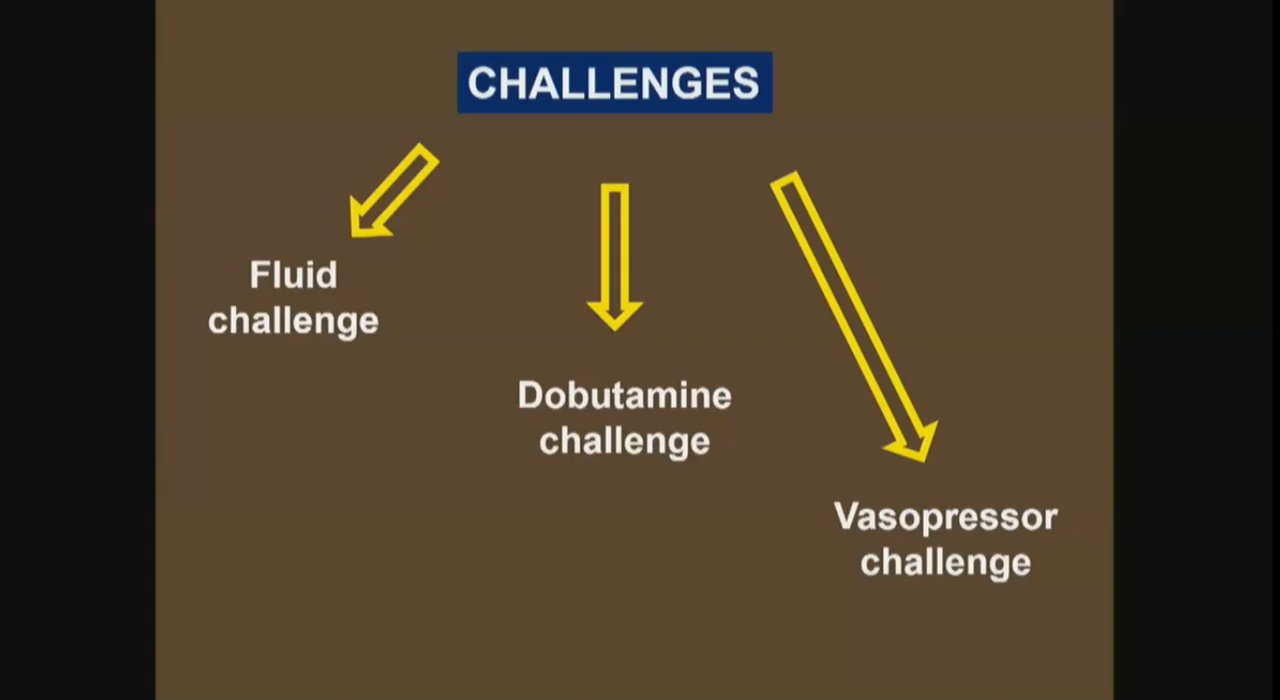 CHALLENGES
Fluid
challenge
Dobutamine
challenge
Vasopressor
challenge